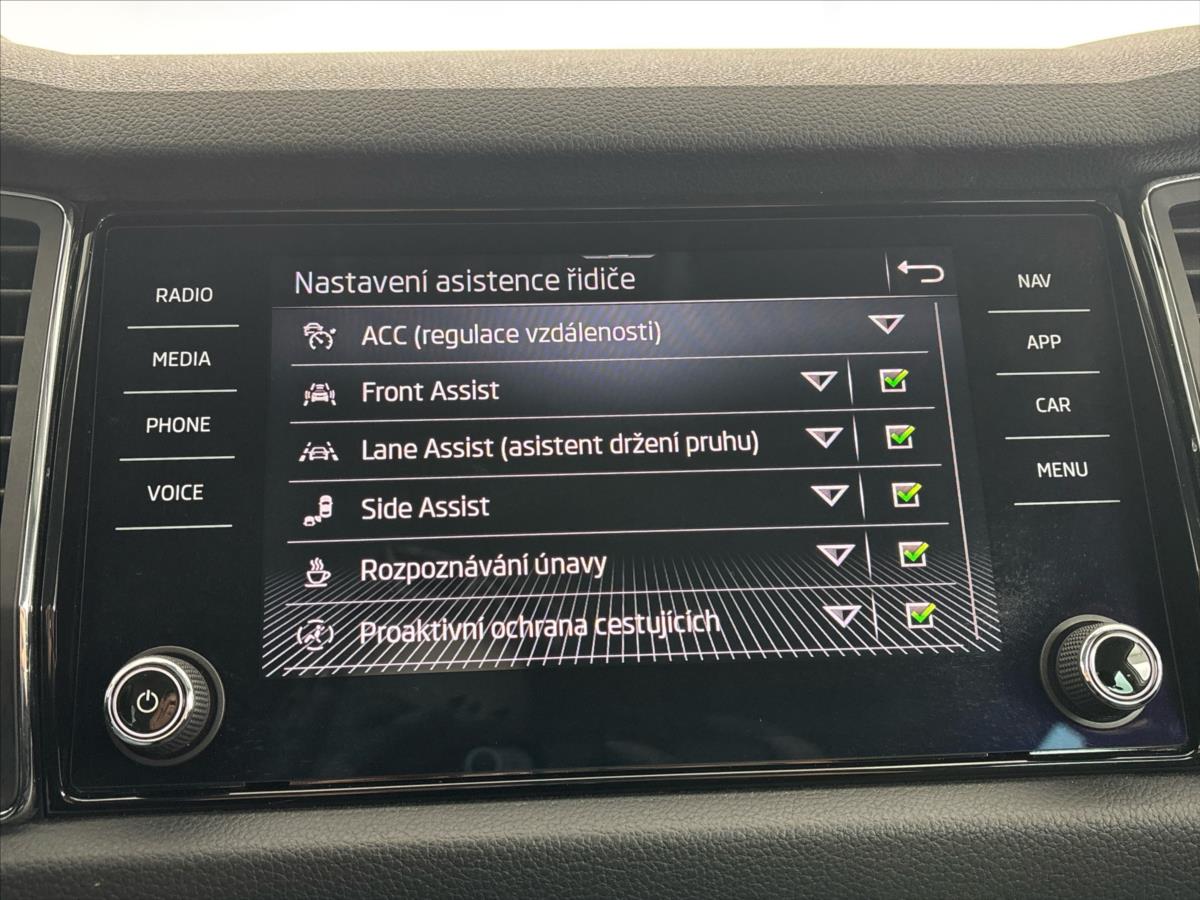 Nastavení asistence řidiče
ACC (regulace vzdálenosti)
Front Assist
Lane Assist (asistent držení pruhu)
Side Assist
Rozpoznávání únavy
Proaktivní ochrana cestujících
RADIO
MEDIA
PHONE
VOICE
NAV
APP
CAR
MENU